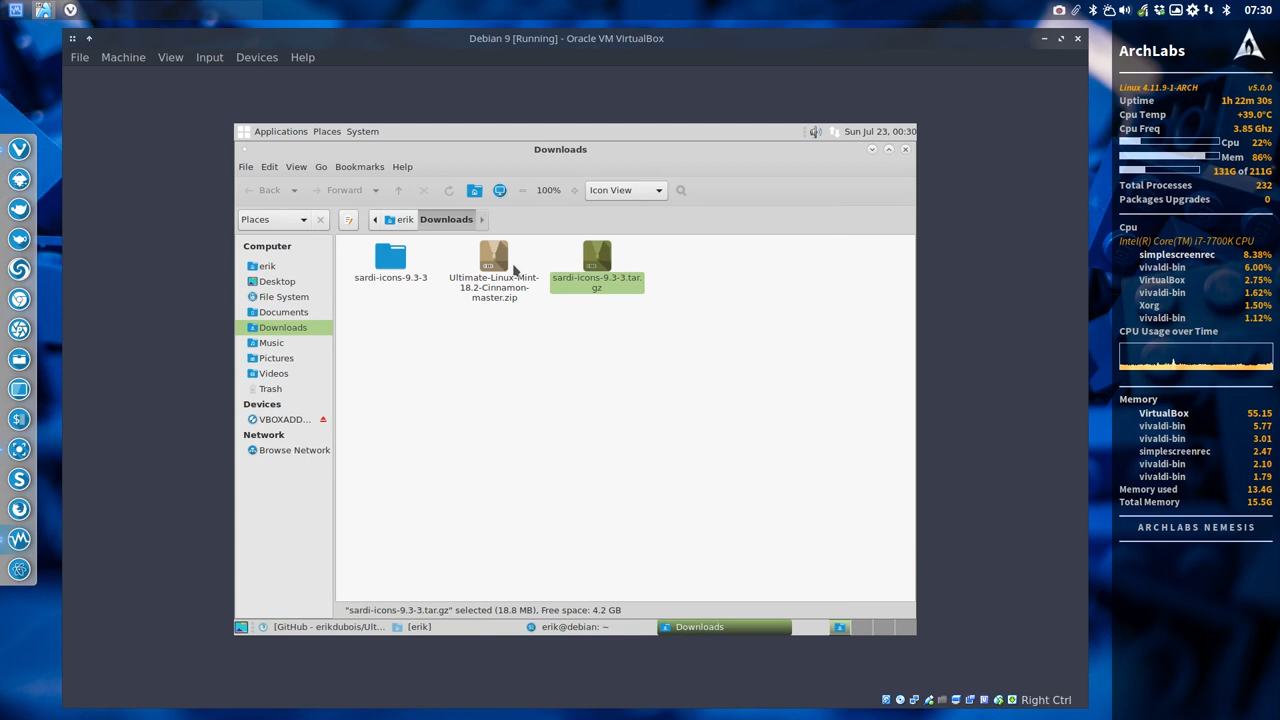 07:30
Debian 9 [Running] - Oracle VM VirtualBox
File Machine View Input Devices Help
Applications Places System
Sun Jul 23, 00:30
Downloads
File Edit View Go Bookmarks Help
Back Forward 100% Icon View
Places erik Downloads
Computer
erik
Desktop
File System
Documents
Downloads
Music
Pictures
Videos
Trash
Devices
VBOXADD...
Network
Browse Network
sardi-icons-9.3-3
Ultimate-Linux-Mint-
18.2-Cinnamon-
master.zip
sardi-icons-9.3-3.tar.
gz
"sardi-icons-9.3-3.tar.gz" selected (18.8 MB), Free space: 4.2 GB
[GitHub - erikdubois/Ult... [erik] erik@debian: ~ Downloads
Right Ctrl
ArchLabs
Linux 4.11.9-1-ARCH v5.0.0
Uptime 1h 22m 30s
Cpu Temp +39.0°C
Cpu Freq 3.85 Ghz
Cpu 22%
Mem 86%
131G of 211G
Total Processes 232
Packages Upgrades 0
Cpu
Intel(R) Core(TM) i7-7700K CPU
simplescreenrec 8.38%
vivaldi-bin 6.00%
VirtualBox 2.75%
vivaldi-bin 1.62%
Xorg 1.50%
vivaldi-bin 1.12%
CPU Usage over Time
Memory
VirtualBox 55.15
vivaldi-bin 5.77
vivaldi-bin 3.01
simplescreenrec 2.47
vivaldi-bin 2.10
vivaldi-bin 1.79
Memory used 13.4G
Total Memory 15.5G
ARCHLABS NEMESIS